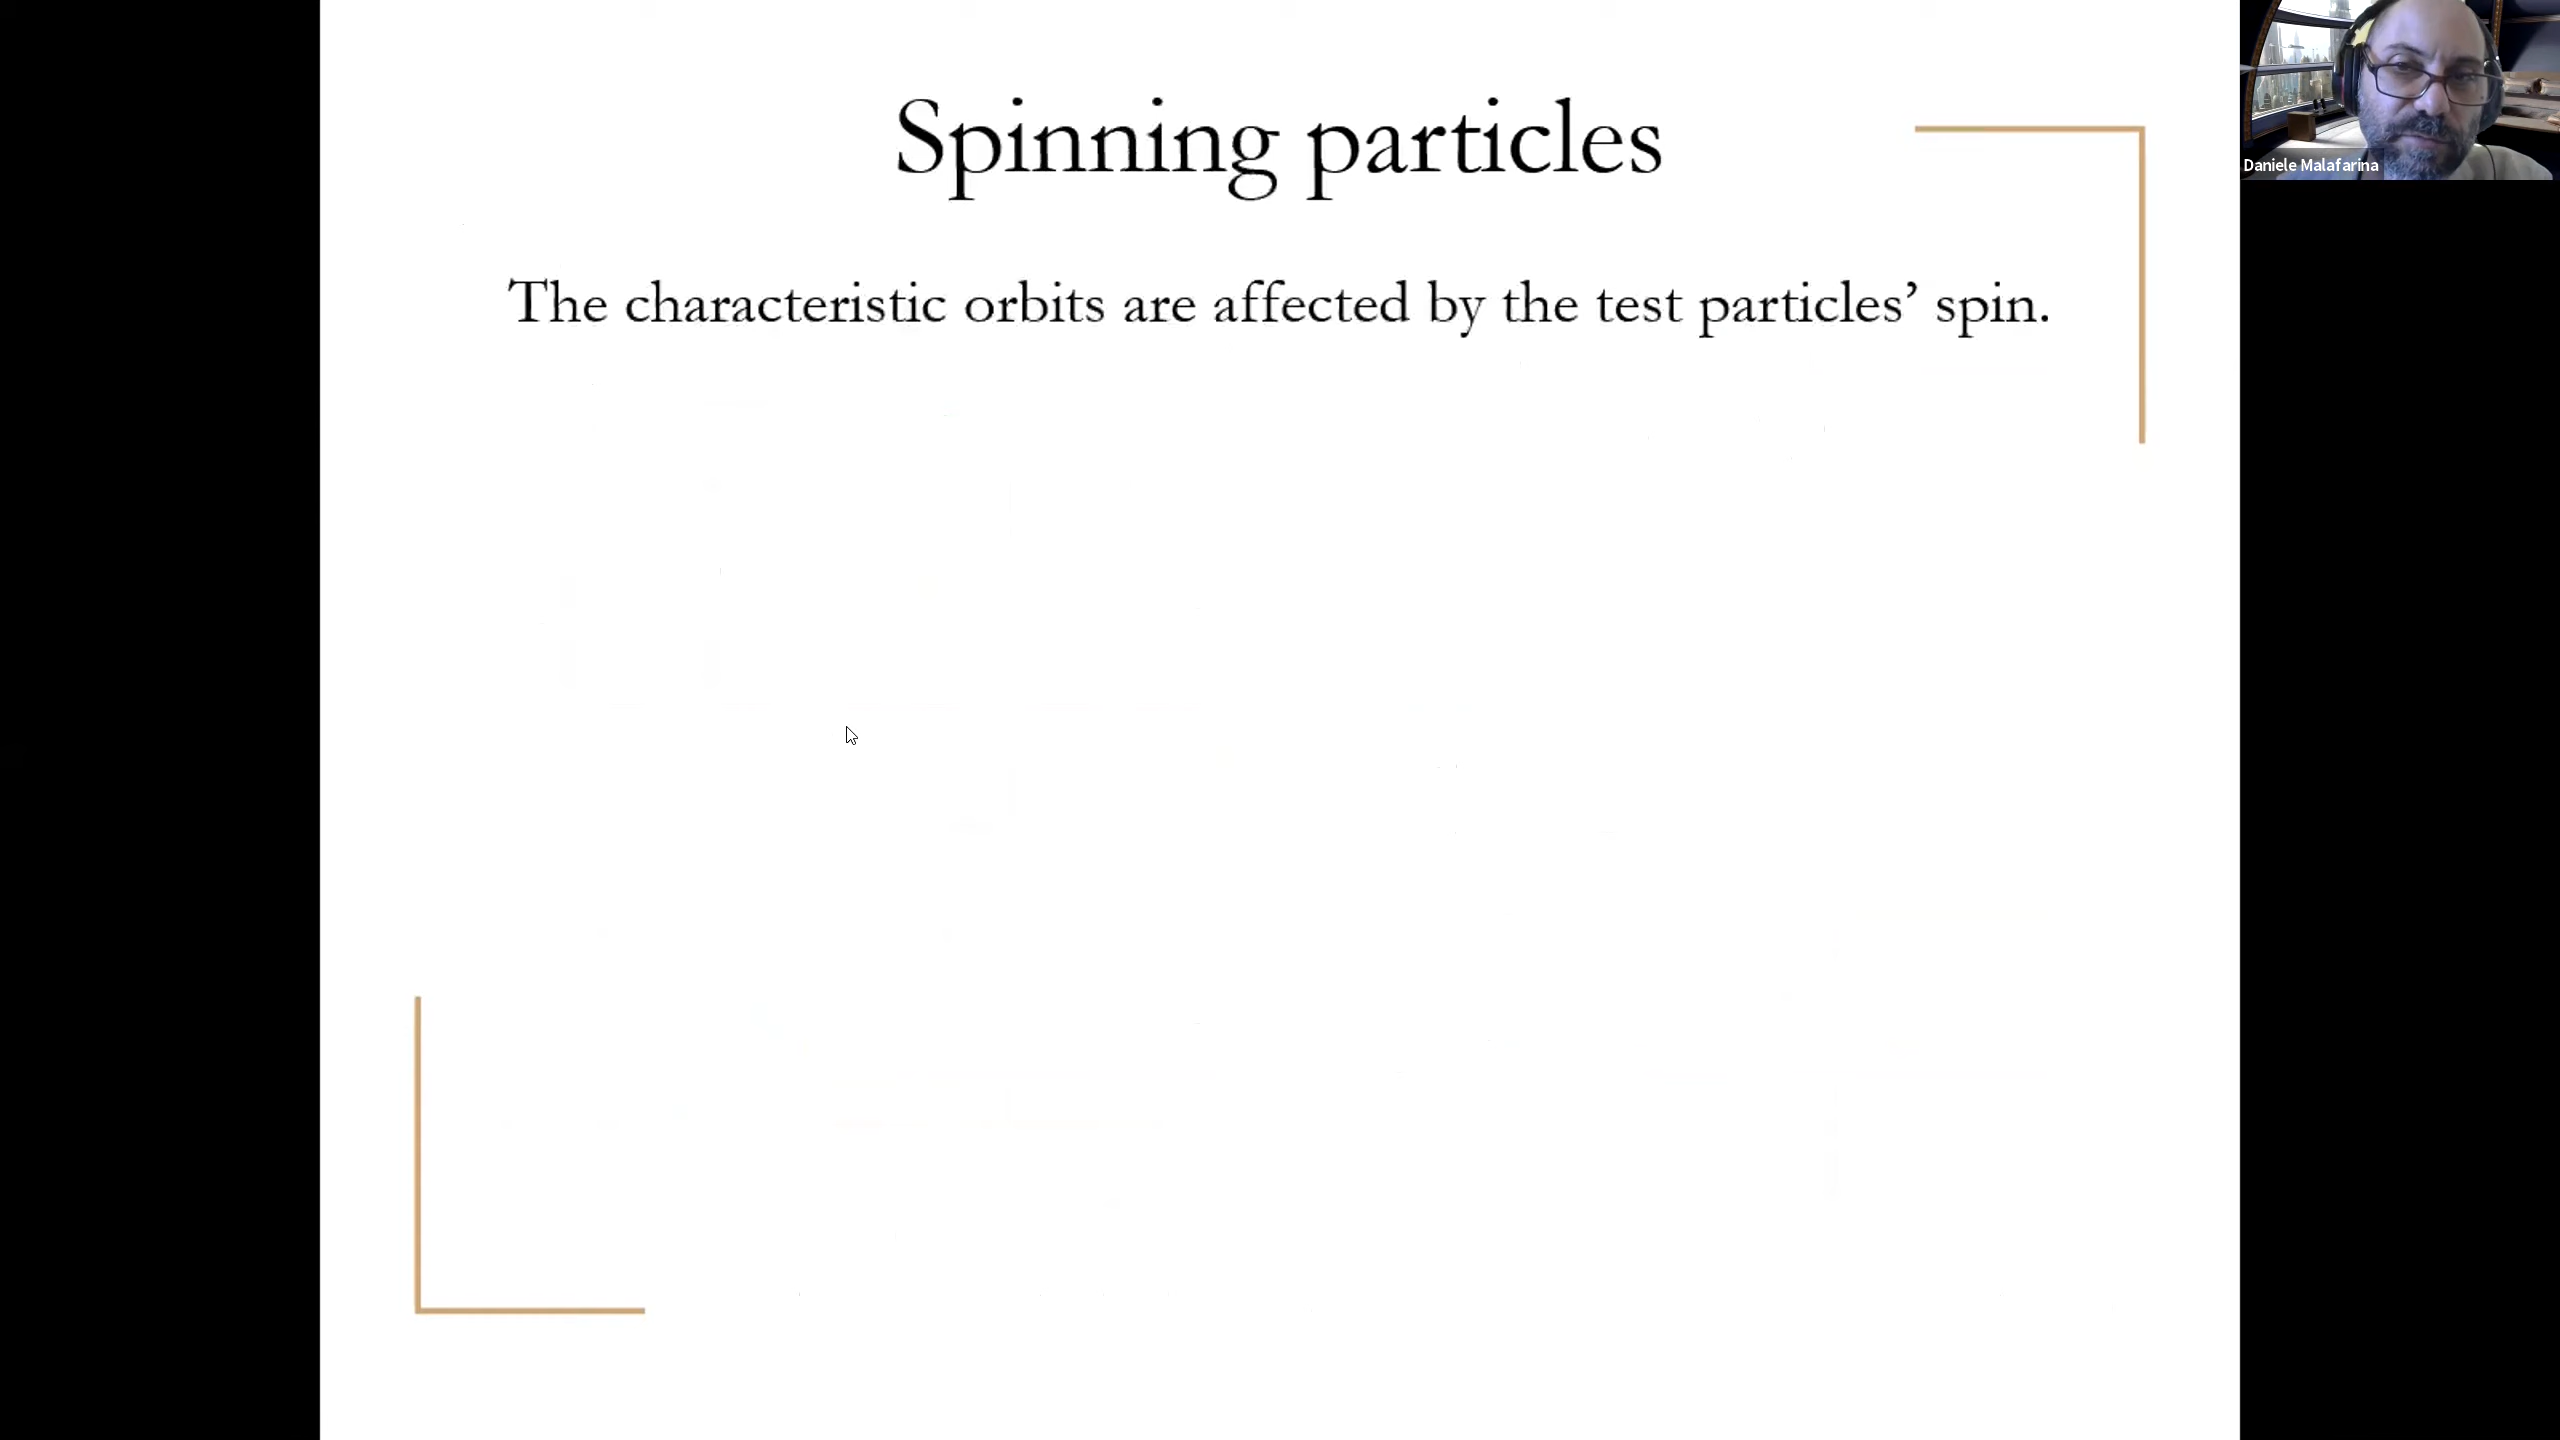 Spinning particles
The characteristic orbits are affected by the test particles’ spin.
Daniele Malafarina